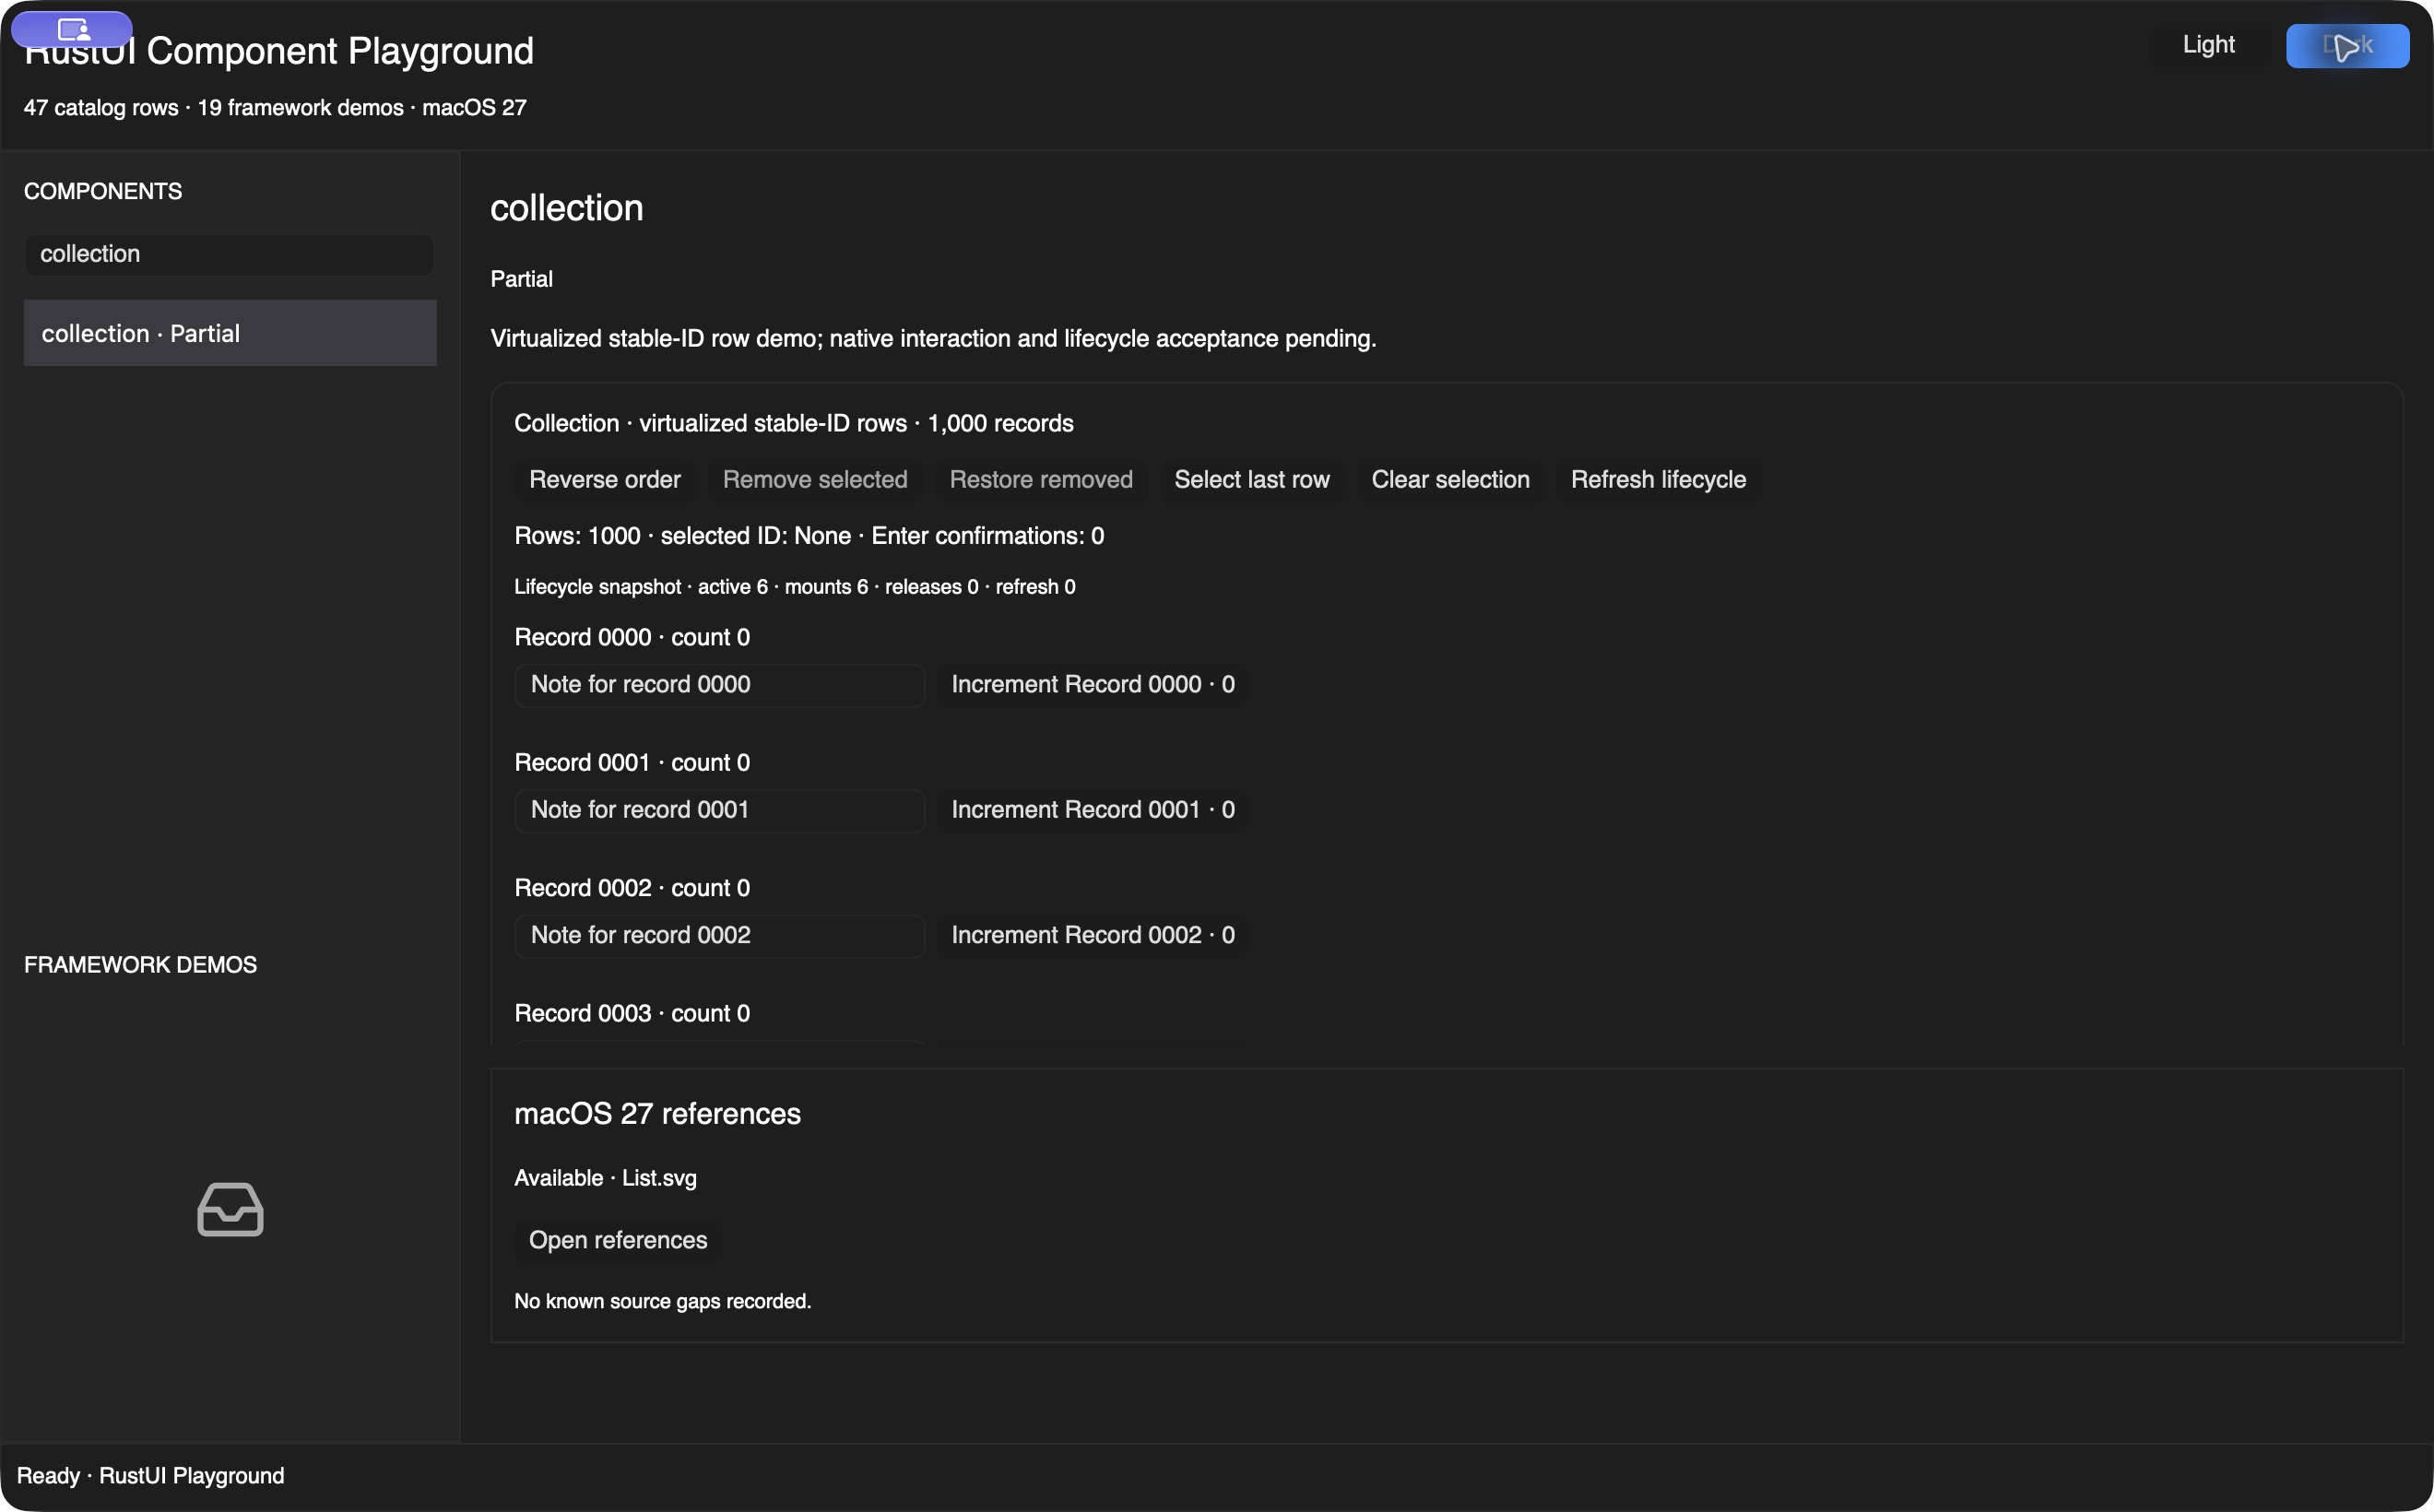 RustUI Component Playground
Light
47 catalog rows · 19 framework demos · macOS 27
COMPONENTS
collection
collection · Partial
FRAMEWORK DEMOS
collection
Partial
Virtualized stable-ID row demo; native interaction and lifecycle acceptance pending.
Collection · virtualized stable-ID rows · 1,000 records
Reverse order Remove selected Restore removed Select last row Clear selection Refresh lifecycle
Rows: 1000 · selected ID: None · Enter confirmations: 0
Lifecycle snapshot · active 6 · mounts 6 · releases 0 · refresh 0
Record 0000 · count 0
Note for record 0000 Increment Record 0000 · 0
Record 0001 · count 0
Note for record 0001 Increment Record 0001 · 0
Record 0002 · count 0
Note for record 0002 Increment Record 0002 · 0
Record 0003 · count 0
macOS 27 references
Available · List.svg
Open references
No known source gaps recorded.
Ready · RustUI Playground